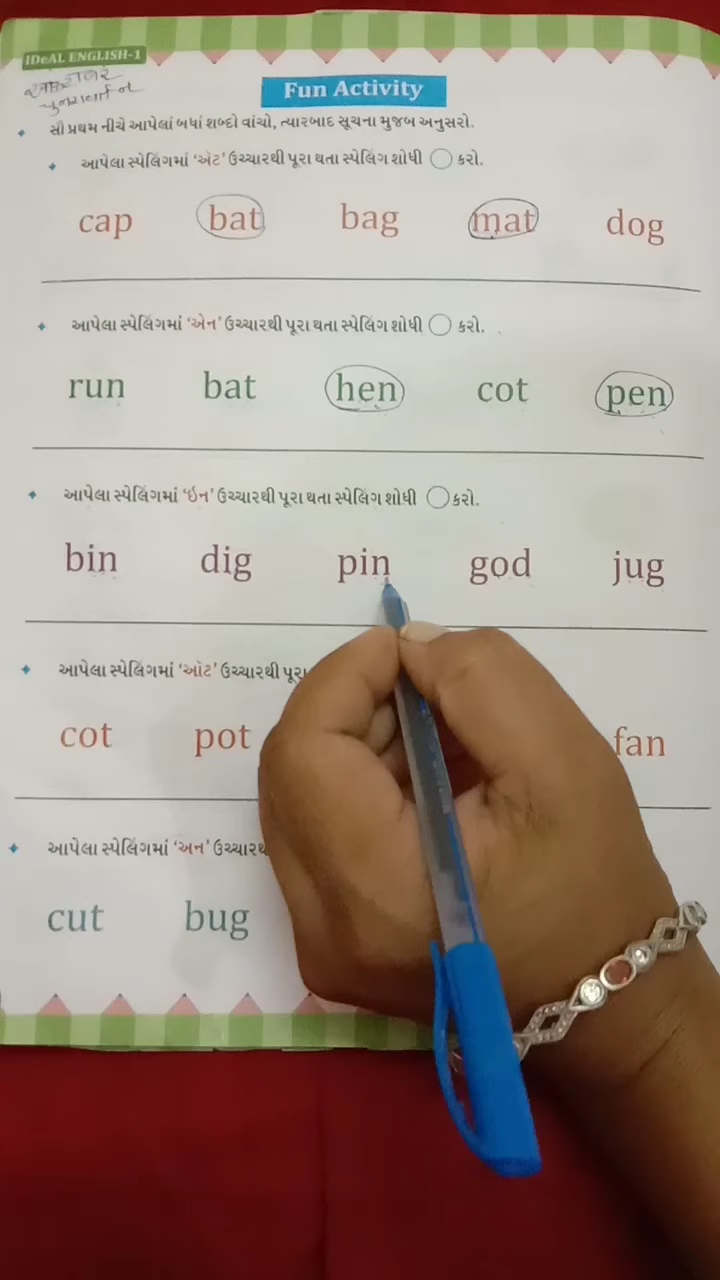 IDeAL ENGLISH-1
Fun Activity
સૌ પ્રથમ નીચે આપેલાં બધાં શબ્દો વાંચો, ત્યારબાદ સૂચના મુજબ અનુસરો.
આપેલા સ્પેલિંગમાં ‘ઍટ’ ઉચ્ચારથી પૂરા થતા સ્પેલિંગ શોધી ◯ કરો.
cap bat bag mat dog
આપેલા સ્પેલિંગમાં ‘એન’ ઉચ્ચારથી પૂરા થતા સ્પેલિંગ શોધી ◯ કરો.
run bat hen cot pen
આપેલા સ્પેલિંગમાં ‘ઇન’ ઉચ્ચારથી પૂરા થતા સ્પેલિંગ શોધી ◯ કરો.
bin dig pin god jug
આપેલા સ્પેલિંગમાં ‘ઑટ’ ઉચ્ચારથી પૂરા
cot pot fan
આપેલા સ્પેલિંગમાં ‘અન’ ઉચ્ચારથ
cut bug